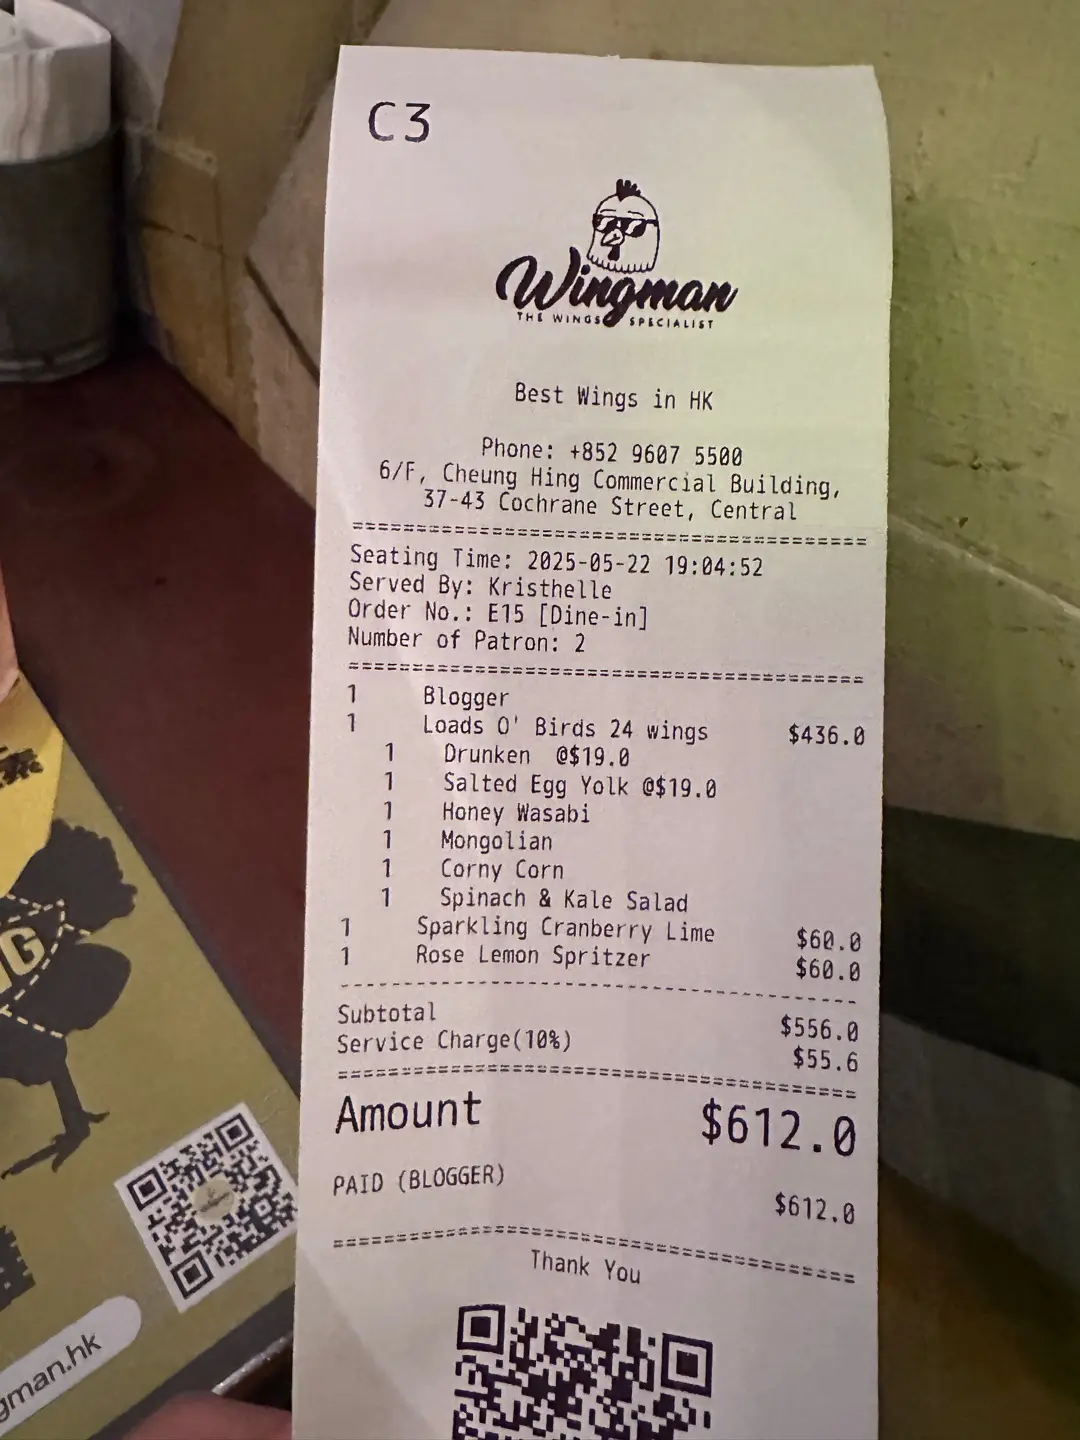 C3
Wingman
THE WINGS SPECIALIST
Best Wings in HK
Phone: +852 9607 5500
6/F, Cheung Hing Commercial Building,
37-43 Cochrane Street, Central
Seating Time: 2025-05-22 19:04:52
Served By: Kristhelle
Order No.: E15 [Dine-in]
Number of Patron: 2
1 Blogger
1 Loads O' Birds 24 wings $436.0
1 Drunken @$19.0
1 Salted Egg Yolk @$19.0
1 Honey Wasabi
1 Mongolian
1 Corny Corn
1 Spinach & Kale Salad
1 Sparkling Cranberry Lime $60.0
1 Rose Lemon Spritzer $60.0
Subtotal $556.0
Service Charge(10%) $55.6
Amount $612.0
PAID (BLOGGER) $612.0
Thank You
gman.hk